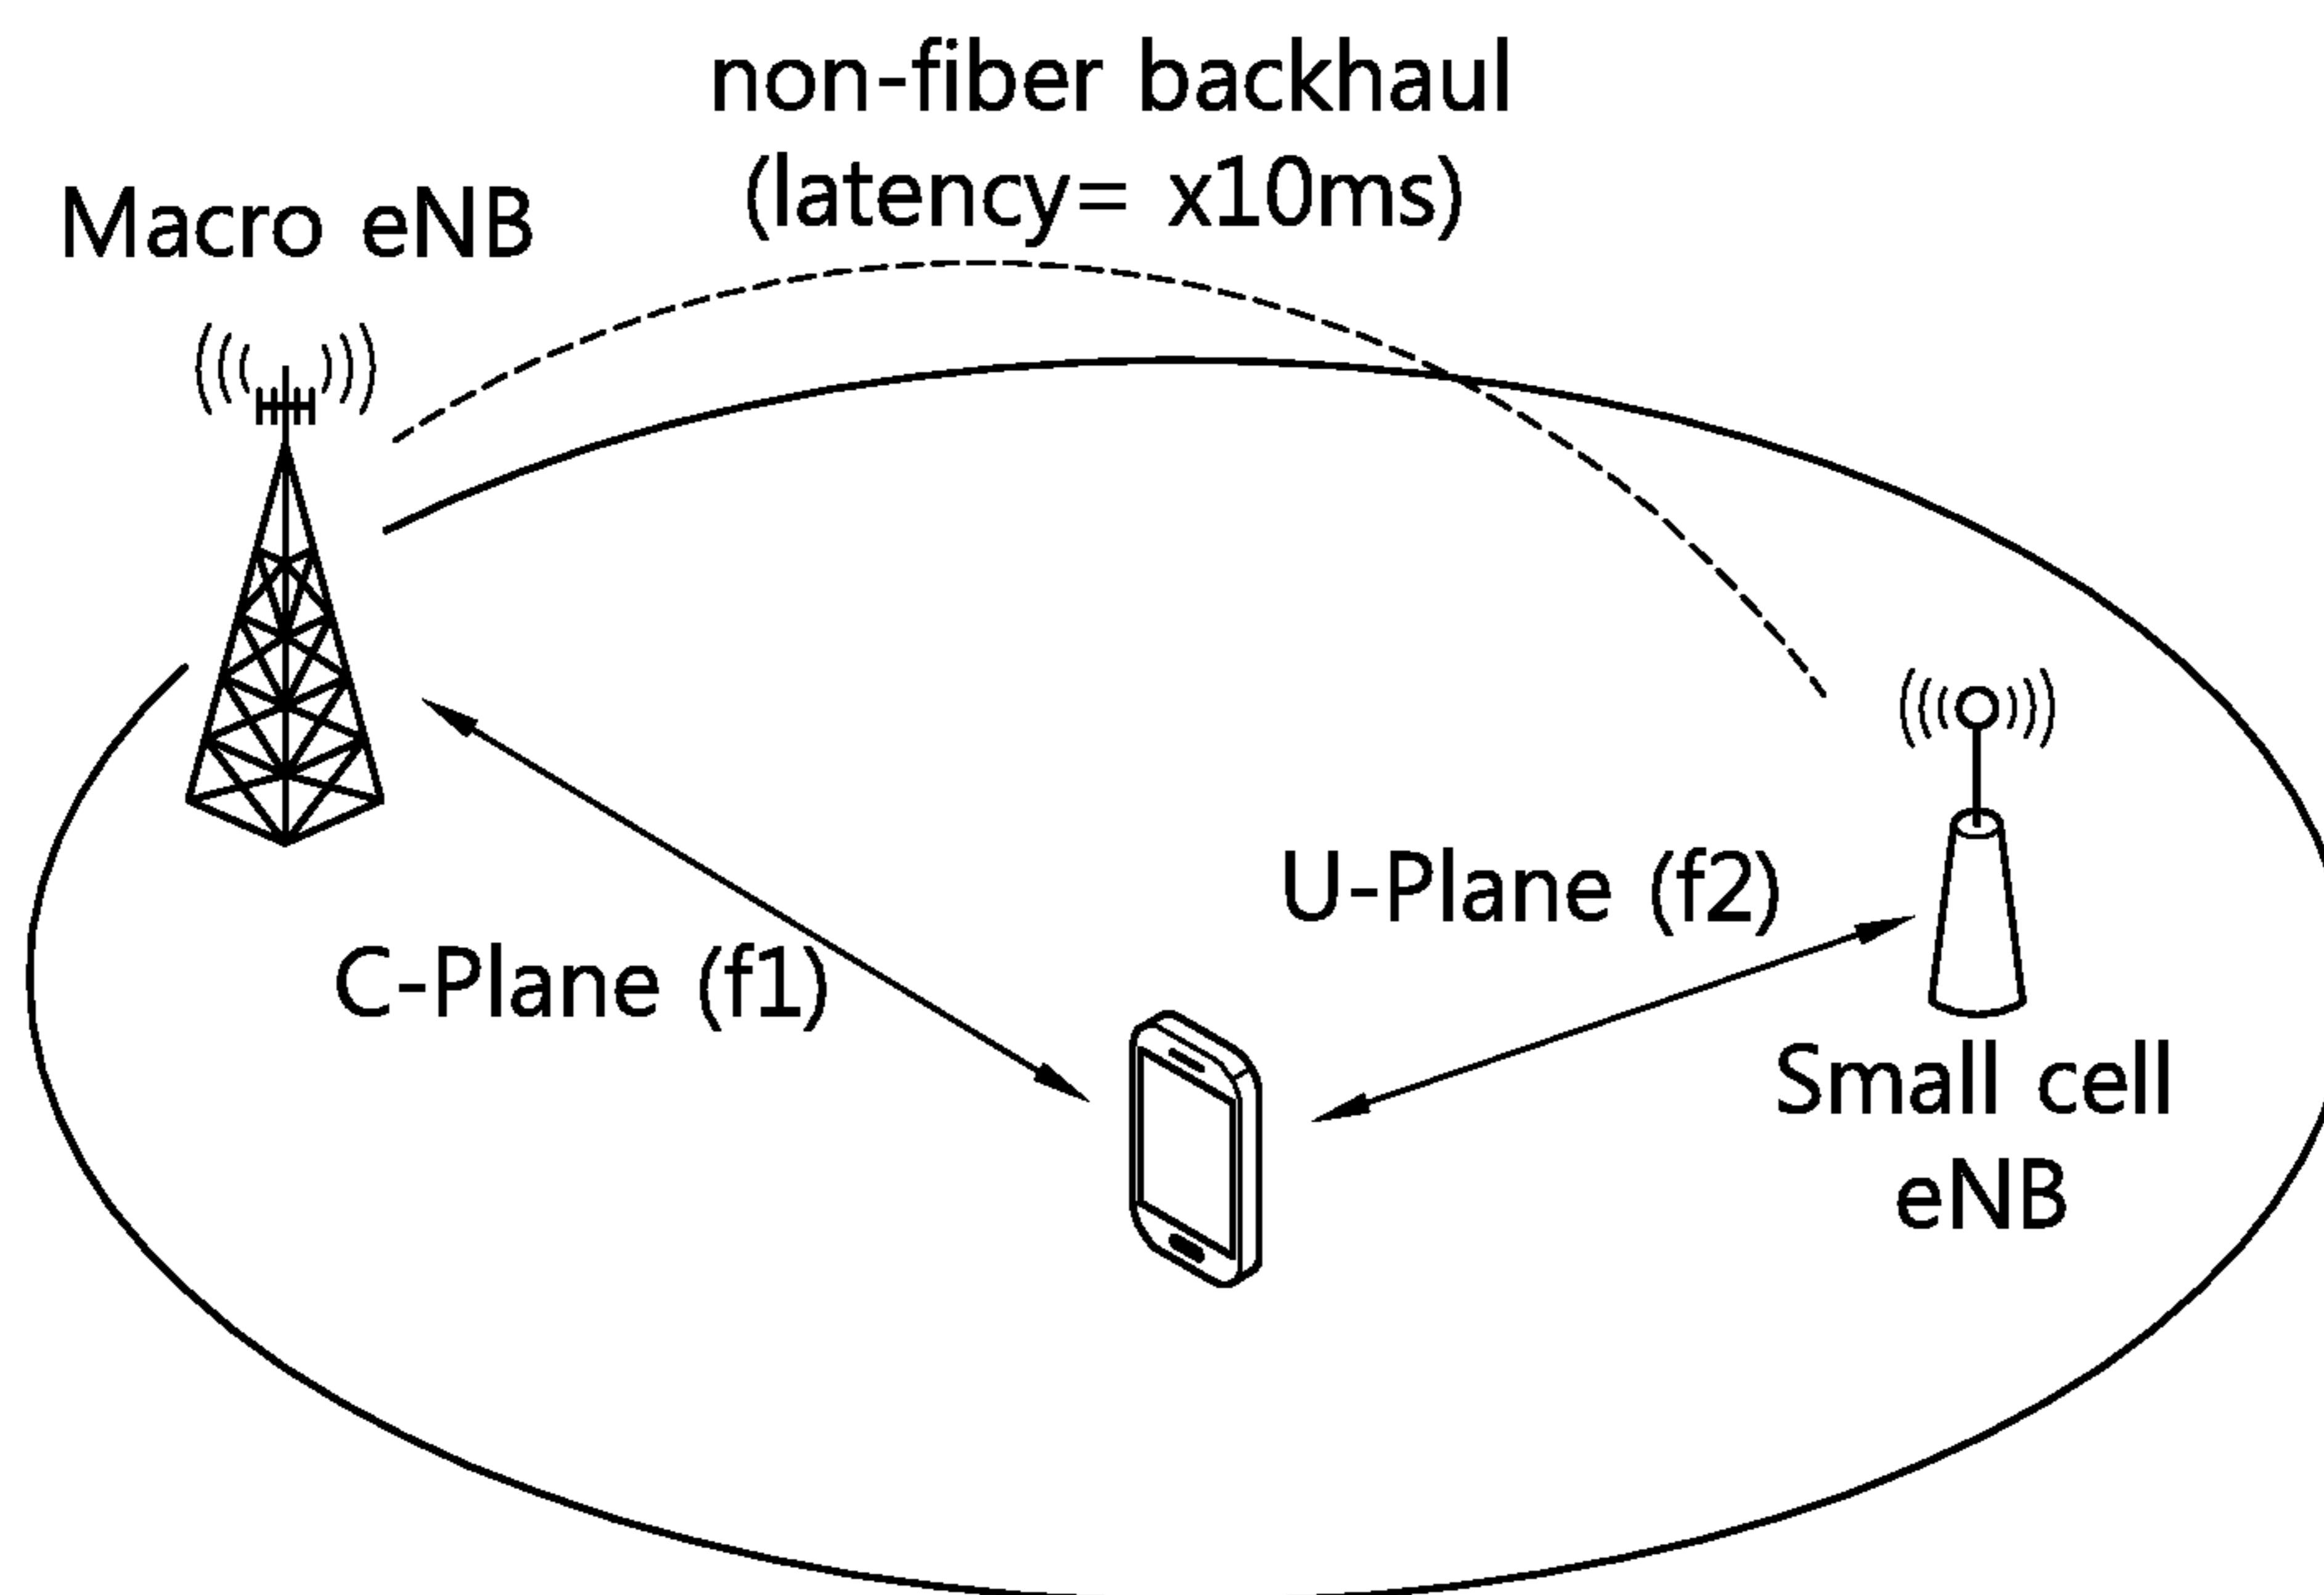 non-fiber backhaul
(latency= x10ms)
Macro eNB
U-Plane (f2)
C-Plane (f1)
Small cell
eNB